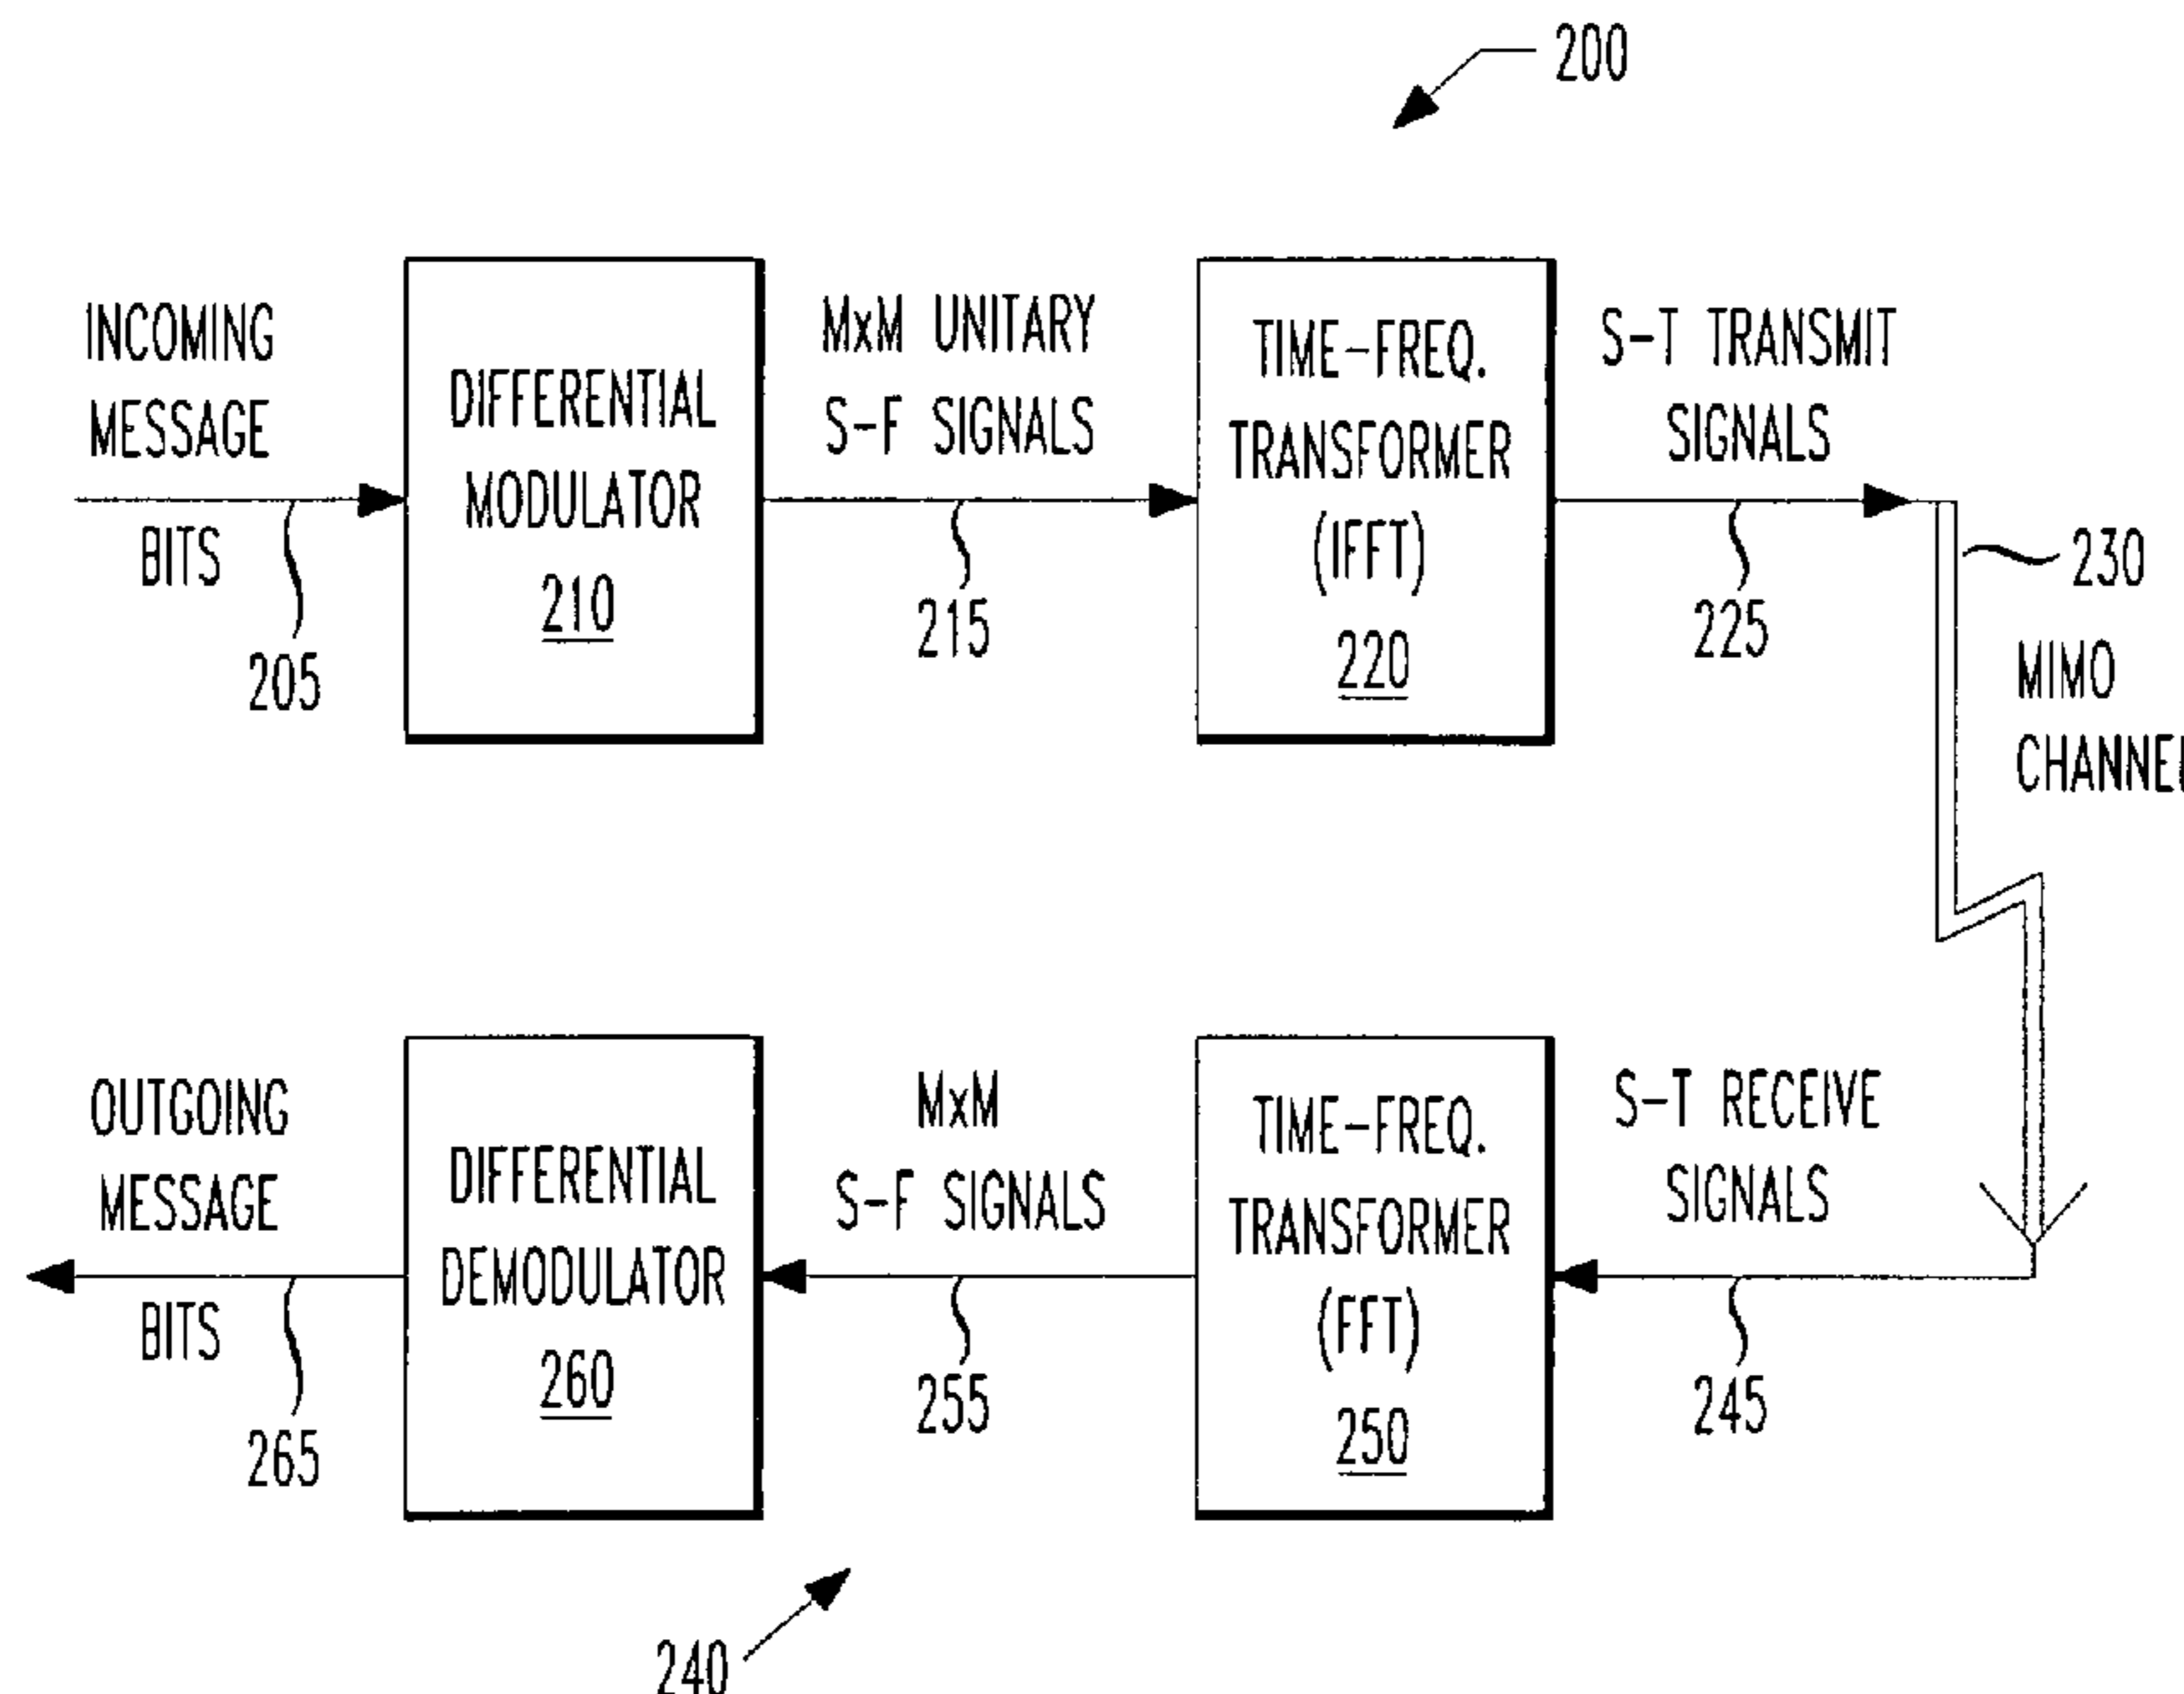 200
INCOMING
MESSAGE
BITS
205
DIFFERENTIAL
MODULATOR
210
MxM UNITARY
S-F SIGNALS
215
TIME-FREQ.
TRANSFORMER
(IFFT)
220
S-T TRANSMIT
SIGNALS
225
230
MIMO
CHANNEL
OUTGOING
MESSAGE
BITS
265
DIFFERENTIAL
DEMODULATOR
260
MxM
S-F SIGNALS
255
TIME-FREQ.
TRANSFORMER
(FFT)
250
S-T RECEIVE
SIGNALS
245
240